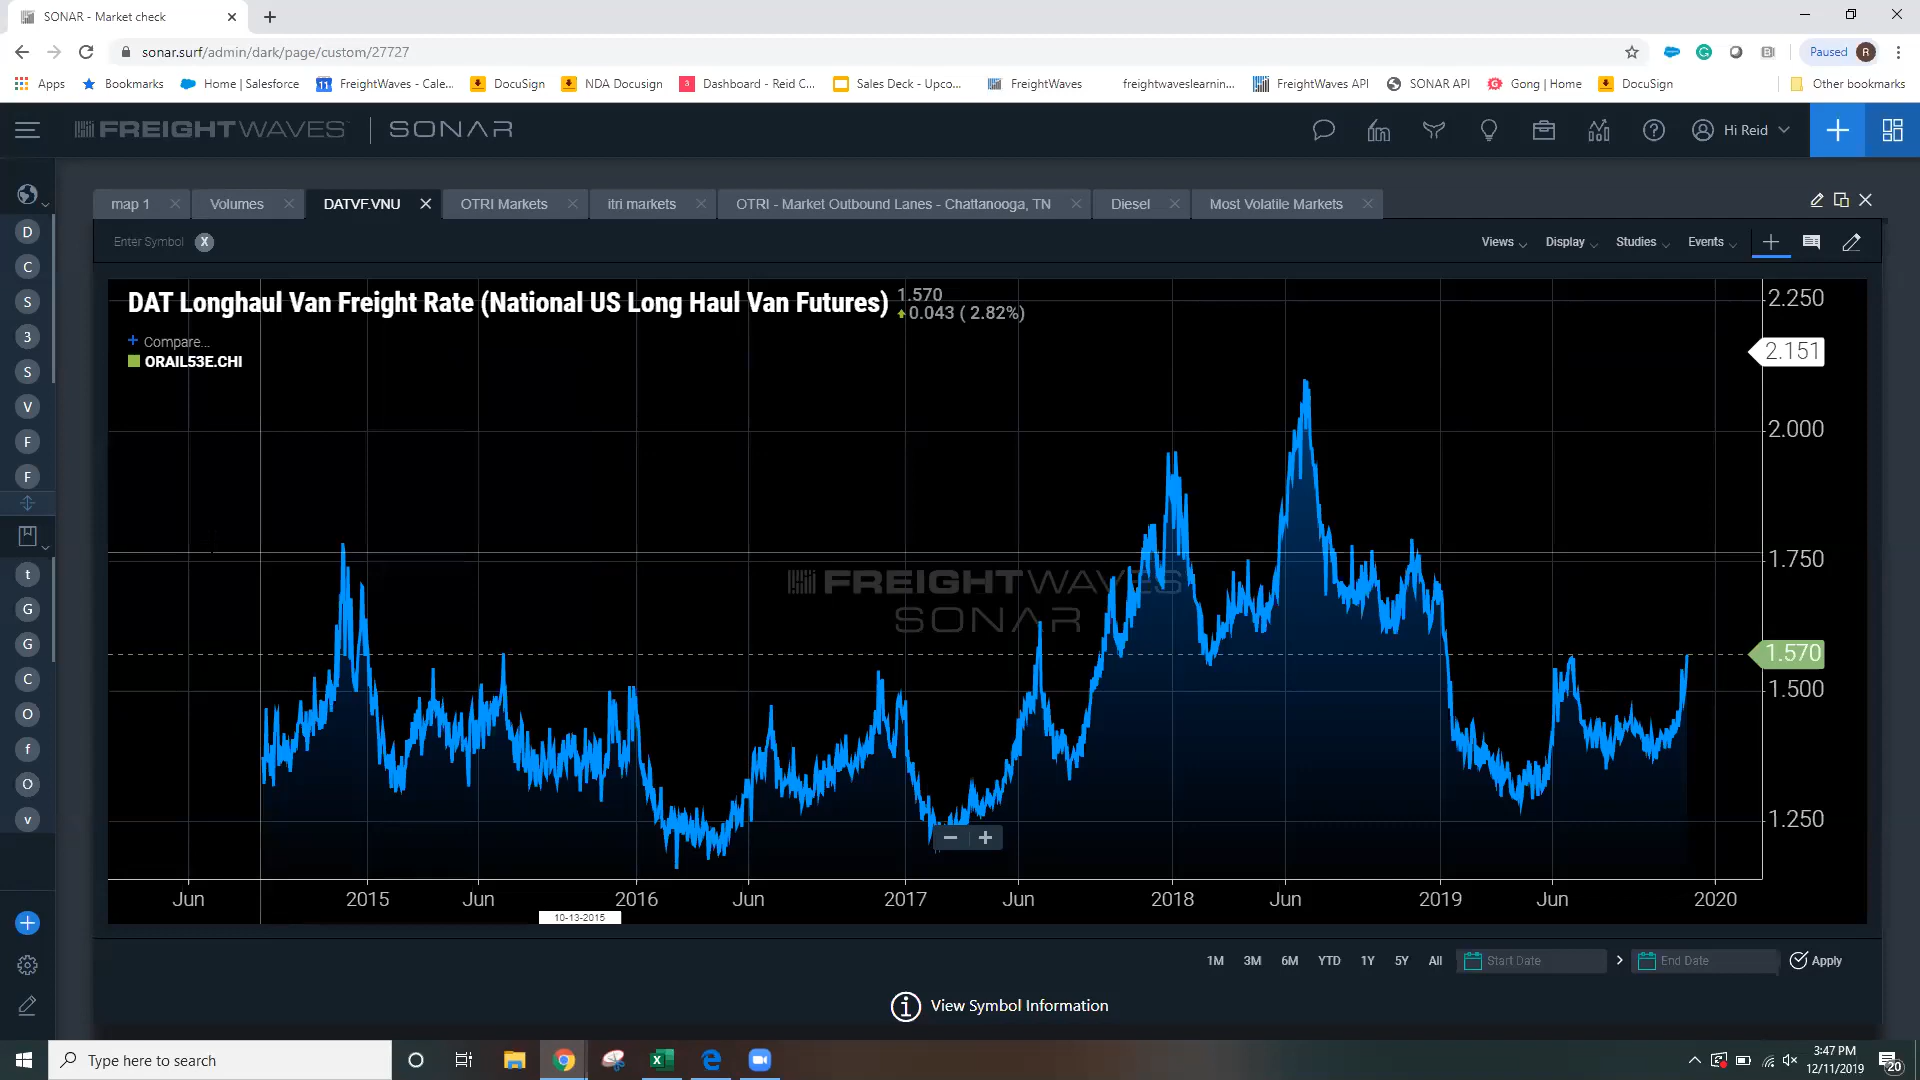 SONAR - Market check
sonar.surf/admin/dark/page/custom/27727
Paused R
Apps Bookmarks Home | Salesforce FreightWaves - Cale... DocuSign NDA Docusign Dashboard - Reid C... Sales Deck - Upco... FreightWaves freightwaveslearnin... FreightWaves API SONAR API Gong | Home DocuSign Other bookmarks
FREIGHTWAVES SONAR
Hi Reid
map 1 Volumes DATVF.VNU OTRI Markets itri markets OTRI - Market Outbound Lanes - Chattanooga, TN Diesel Most Volatile Markets
Enter Symbol X
Views Display Studies Events
DAT Longhaul Van Freight Rate (National US Long Haul Van Futures) 1.570
0.043 ( 2.82%)
+ Compare...
ORAIL53E.CHI
2.250
2.151
2.000
1.750
1.570
1.500
1.250
FREIGHTWAVES
SONAR
Jun 2015 Jun 2016 Jun 2017 Jun 2018 Jun 2019 Jun 2020
10-13-2015
D
C
S
3
S
V
F
F
t
G
G
C
O
f
O
v
1M 3M 6M YTD 1Y 5Y All Start Date > End Date Apply
View Symbol Information
Type here to search
3:47 PM
12/11/2019
20